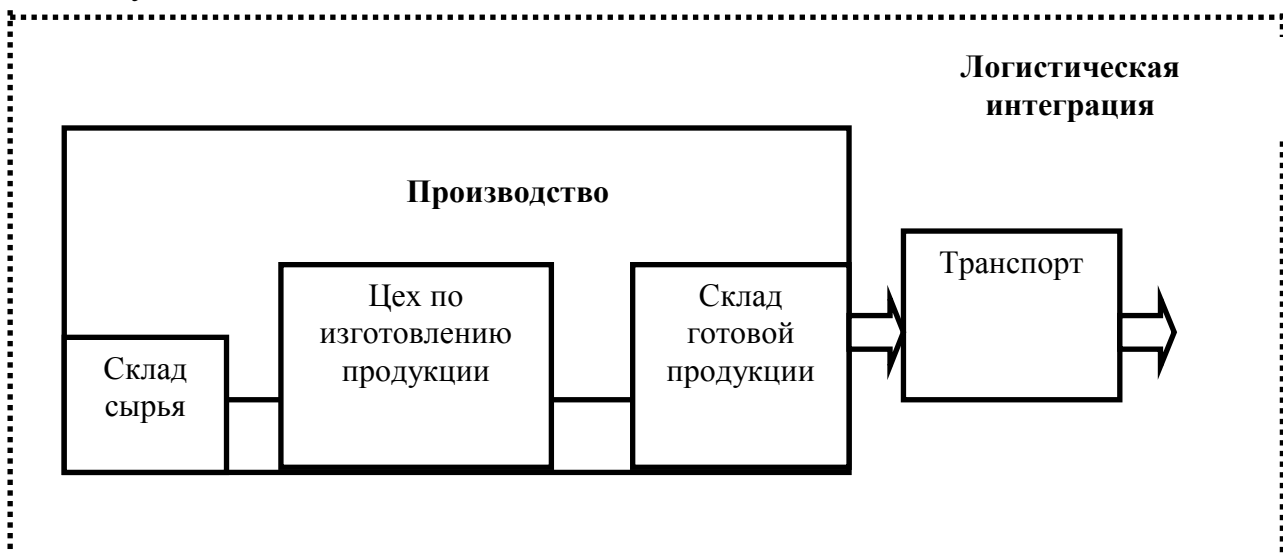 Логистическая
интеграция
Производство
Транспорт
Цех по
изготовлению
продукции
Склад
готовой
продукции
Склад
сырья